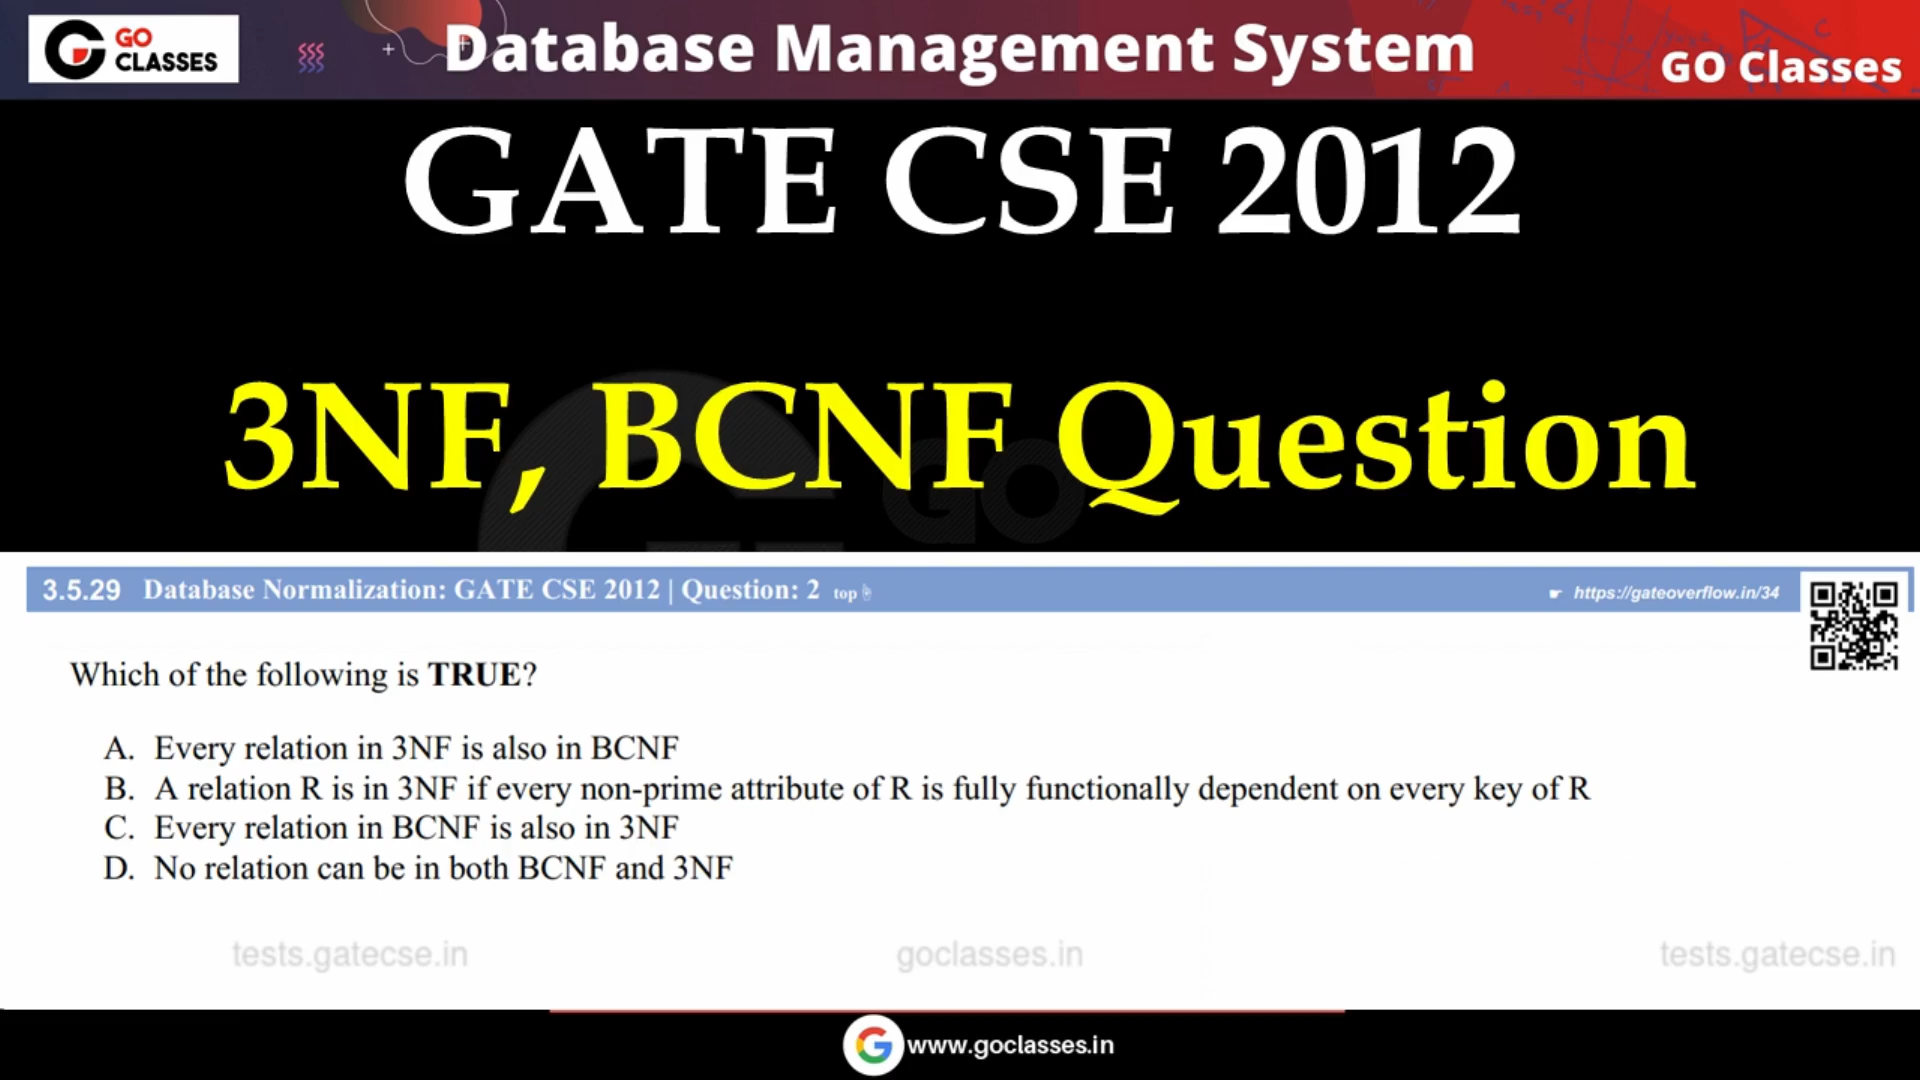 GO
CLASSES
Database Management System
GO Classes
GATE CSE 2012
3NF, BCNF Question
GO
3.5.29 Database Normalization: GATE CSE 2012 | Question: 2 top
https://gateoverflow.in/34
Which of the following is TRUE?
A. Every relation in 3NF is also in BCNF
B. A relation R is in 3NF if every non-prime attribute of R is fully functionally dependent on every key of R
C. Every relation in BCNF is also in 3NF
D. No relation can be in both BCNF and 3NF
tests.gatecse.in
goclasses.in
tests.gatecse.in
www.goclasses.in